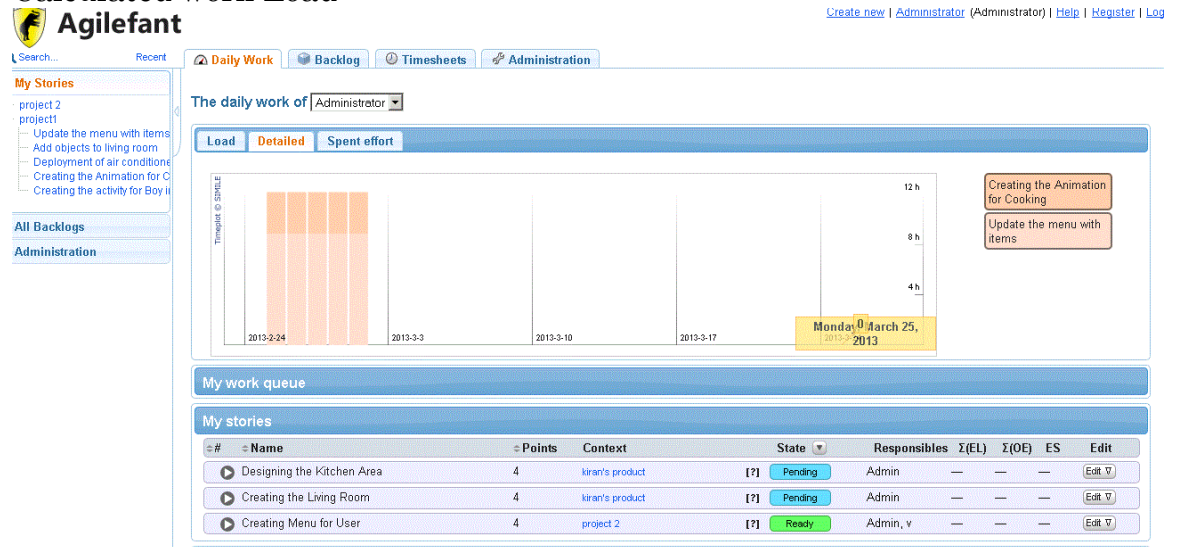 Calculated Work Load
Agilefant
Create new | Administrator (Administrator) | Help | Register | Log
Search... Recent
Daily Work Backlog Timesheets Administration
My Stories
project 2
project1
Update the menu with items
Add objects to living room
Deployment of air conditione
Creating the Animation for C
Creating the activity for Boy in
All Backlogs
Administration
The daily work of Administrator
Load Detailed Spent effort
Timeplot © SIMILE
12 h
8 h
4 h
2013-2-24 2013-3-3 2013-3-10 2013-3-17
Monday, March 25,
2013
0
Creating the Animation
for Cooking
Update the menu with
items
My work queue
My stories
# Name Points Context State Responsibles Σ(EL) Σ(OE) ES Edit
Designing the Kitchen Area 4 kiran's product [?] Pending Admin — — — Edit ∇
Creating the Living Room 4 kiran's product [?] Pending Admin — — — Edit ∇
Creating Menu for User 4 project 2 [?] Ready Admin, v — — — Edit ∇